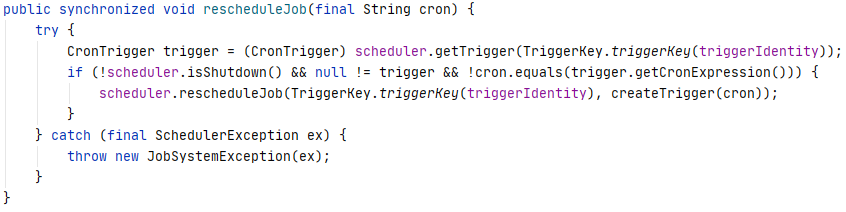 public synchronized void rescheduleJob(final String cron) {
    try {
        CronTrigger trigger = (CronTrigger) scheduler.getTrigger(TriggerKey.triggerKey(triggerIdentity));
        if (!scheduler.isShutdown() && null != trigger && !cron.equals(trigger.getCronExpression())) {
            scheduler.rescheduleJob(TriggerKey.triggerKey(triggerIdentity), createTrigger(cron));
        }
    } catch (final SchedulerException ex) {
        throw new JobSystemException(ex);
    }
}